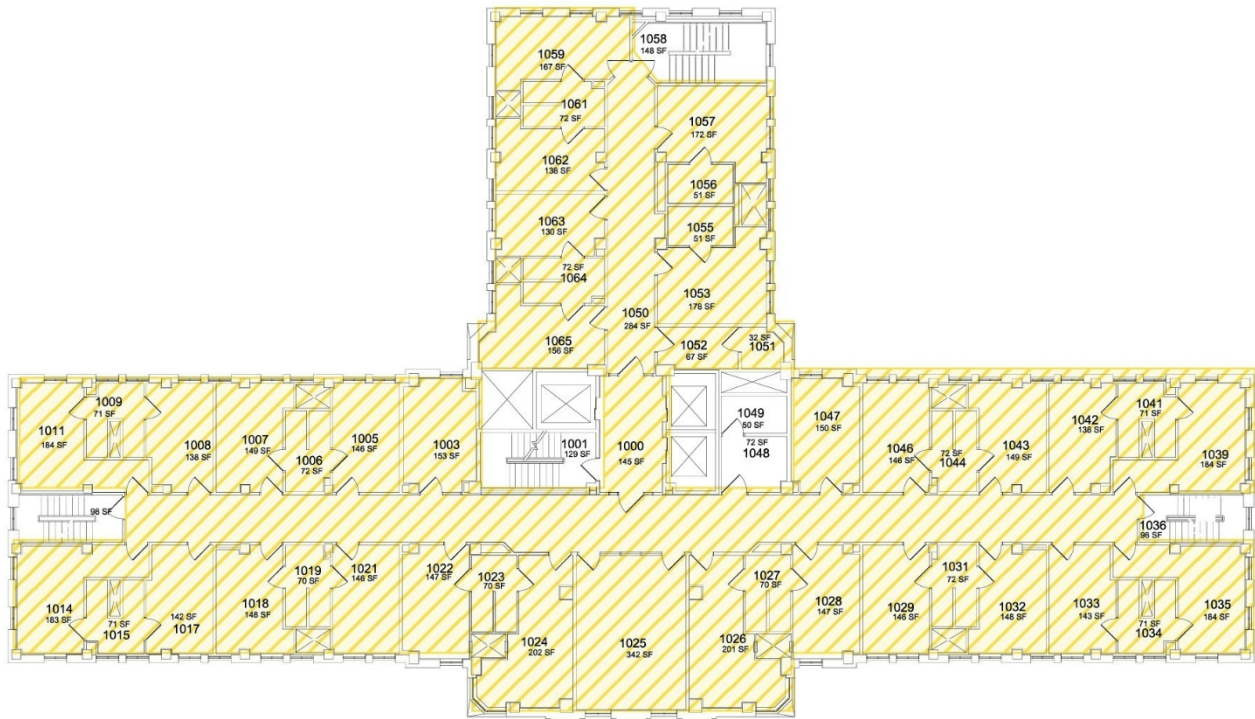 1058
148 SF
1059
167 SF
1061
72 SF
1057
172 SF
1062
138 SF
1056
51 SF
1063
130 SF
1055
51 SF
72 SF
1064
1053
178 SF
1050
284 SF
1065
156 SF
1052
67 SF
32 SF
1051
1009
71 SF
1011
184 SF
1008
138 SF
1007
149 SF
1006
72 SF
1005
146 SF
1003
153 SF
1001
129 SF
1000
145 SF
1049
50 SF
72 SF
1048
1047
150 SF
1046
146 SF
72 SF
1044
1043
149 SF
1042
138 SF
1041
71 SF
1039
184 SF
98 SF
1036
98 SF
1014
183 SF
71 SF
1015
142 SF
1017
1018
148 SF
1019
70 SF
1021
146 SF
1022
147 SF
1023
70 SF
1024
202 SF
1025
342 SF
1026
201 SF
1027
70 SF
1028
147 SF
1029
146 SF
1031
72 SF
1032
148 SF
1033
143 SF
71 SF
1034
1035
184 SF